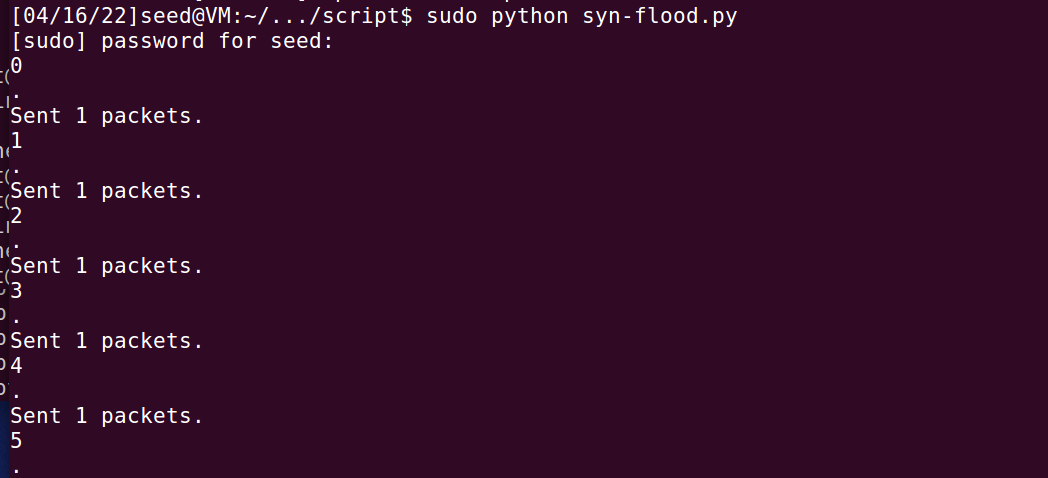 [04/16/22]seed@VM:~/.../script$ sudo python syn-flood.py
[sudo] password for seed:
0
.
Sent 1 packets.
1
.
Sent 1 packets.
2
.
Sent 1 packets.
3
.
Sent 1 packets.
4
.
Sent 1 packets.
5
.